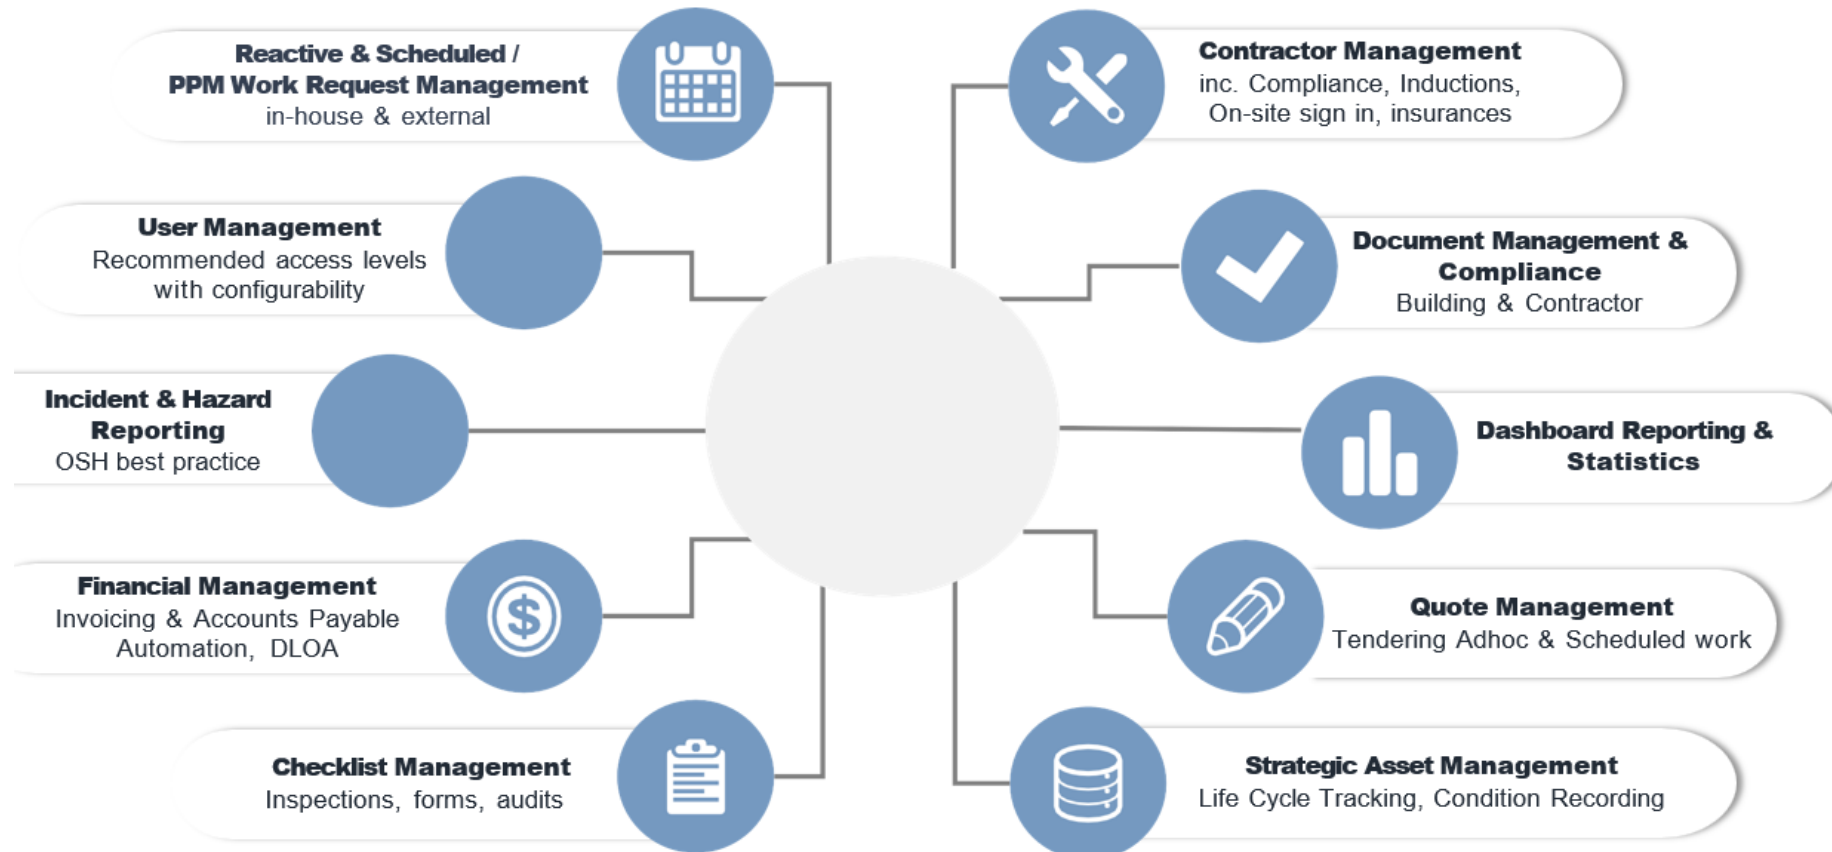 Reactive & Scheduled /
PPM Work Request Management
in-house & external
User Management
Recommended access levels
with configurability
Incident & Hazard
Reporting
OSH best practice
Financial Management
Invoicing & Accounts Payable
Automation, DLOA
$
Checklist Management
Inspections, forms, audits
Contractor Management
inc. Compliance, Inductions,
On-site sign in, insurances
Document Management &
Compliance
Building & Contractor
Dashboard Reporting &
Statistics
Quote Management
Tendering Adhoc & Scheduled work
Strategic Asset Management
Life Cycle Tracking, Condition Recording